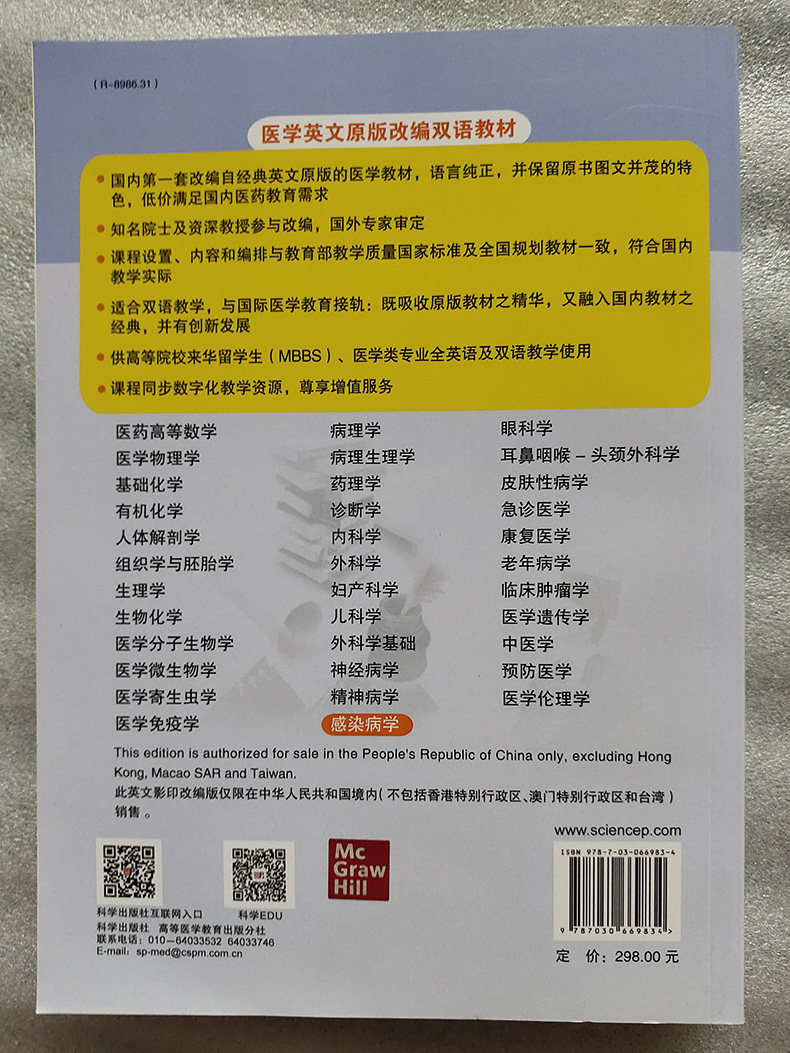 （R-8986.31）
医学英文原版改编双语教材
● 国内第一套改编自经典英文原版的医学教材，语言纯正，并保留原书图文并茂的特
色，低价满足国内医药教育需求
● 知名院士及资深教授参与改编，国外专家审定
● 课程设置、内容和编排与教育部教学质量国家标准及全国规划教材一致，符合国内
教学实际
● 适合双语教学，与国际医学教育接轨：既吸收原版教材之精华，又融入国内教材之
经典，并有创新发展
● 供高等院校来华留学生（MBBS）、医学类专业全英语及双语教学使用
● 课程同步数字化教学资源，尊享增值服务
医药高等数学
医学物理学
基础化学
有机化学
人体解剖学
组织学与胚胎学
生理学
生物化学
医学分子生物学
医学微生物学
医学寄生虫学
医学免疫学
病理学
病理生理学
药理学
诊断学
内科学
外科学
妇产科学
儿科学
外科学基础
神经病学
精神病学
感染病学
眼科学
耳鼻咽喉－头颈外科学
皮肤性病学
急诊医学
康复医学
老年病学
临床肿瘤学
医学遗传学
中医学
预防医学
医学伦理学
This edition is authorized for sale in the People's Republic of China only, excluding Hong
Kong, Macao SAR and Taiwan.
此英文影印改编版仅限在中华人民共和国境内（不包括香港特别行政区、澳门特别行政区和台湾）
销售。
科学出版社互联网入口
科学EDU
科学出版社 高等医学教育出版分社
联系电话：010-64033532 64033746
E-mail：sp-med@cspm.com.cn
Mc
Graw
Hill
www.sciencep.com
ISBN 978-7-03-066983-4
9 787030 669834 >
定 价：298.00 元